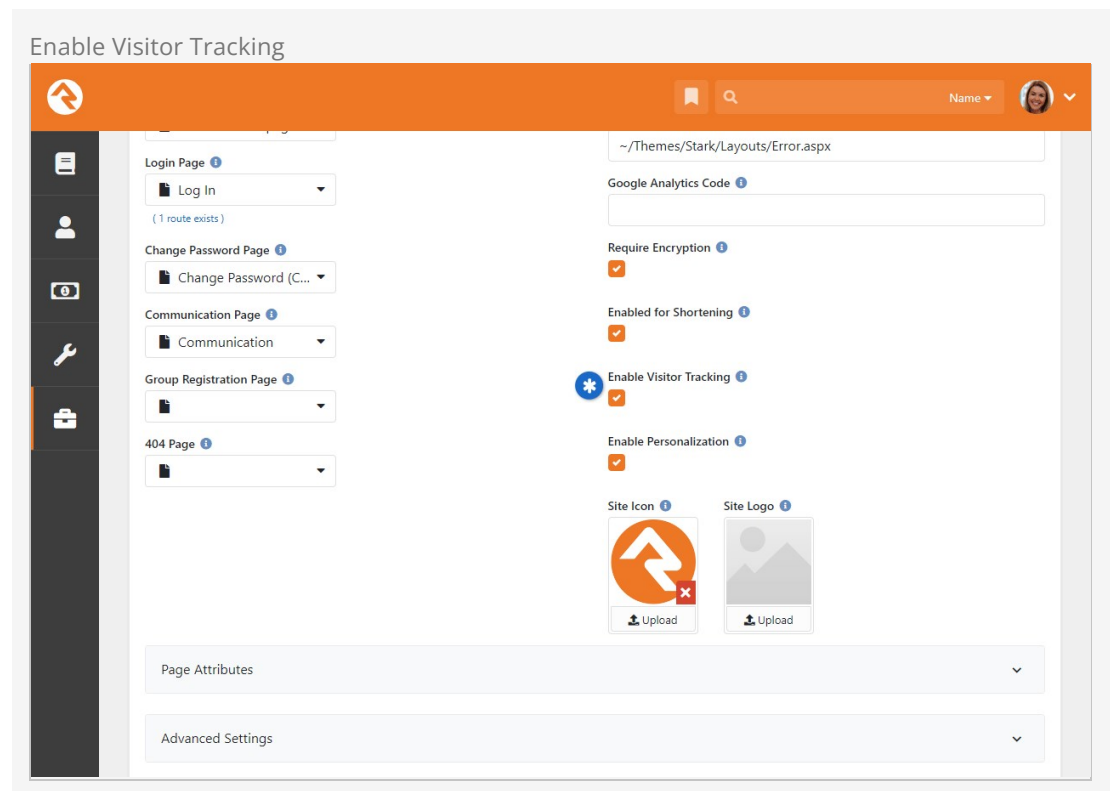 Enable Visitor Tracking
Name
Login Page
Log In
( 1 route exists )
Change Password Page
Change Password (C...
Communication Page
Communication
Group Registration Page
404 Page
~/Themes/Stark/Layouts/Error.aspx
Google Analytics Code
Require Encryption
Enabled for Shortening
Enable Visitor Tracking
Enable Personalization
Site Icon
Site Logo
Upload
Upload
Page Attributes
Advanced Settings